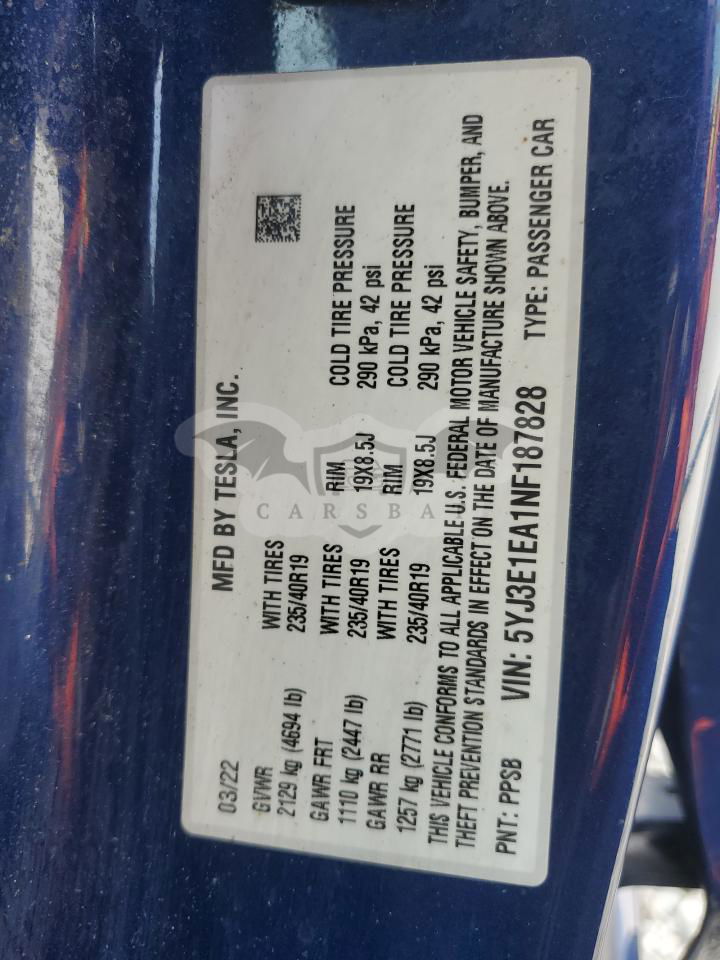 03/22 MFD BY TESLA, INC.
GVWR WITH TIRES
2129 kg (4694 lb) 235/40R19
GAWR FRT WITH TIRES RIM COLD TIRE PRESSURE
1110 kg (2447 lb) 235/40R19 19X8.5J 290 kPa, 42 psi
GAWR RR WITH TIRES RIM COLD TIRE PRESSURE
1257 kg (2771 lb) 235/40R19 19X8.5J 290 kPa, 42 psi
THIS VEHICLE CONFORMS TO ALL APPLICABLE U.S. FEDERAL MOTOR VEHICLE SAFETY, BUMPER, AND
THEFT PREVENTION STANDARDS IN EFFECT ON THE DATE OF MANUFACTURE SHOWN ABOVE.
PNT: PPSB VIN: 5YJ3E1EA1NF187828 TYPE: PASSENGER CAR
CARSBA